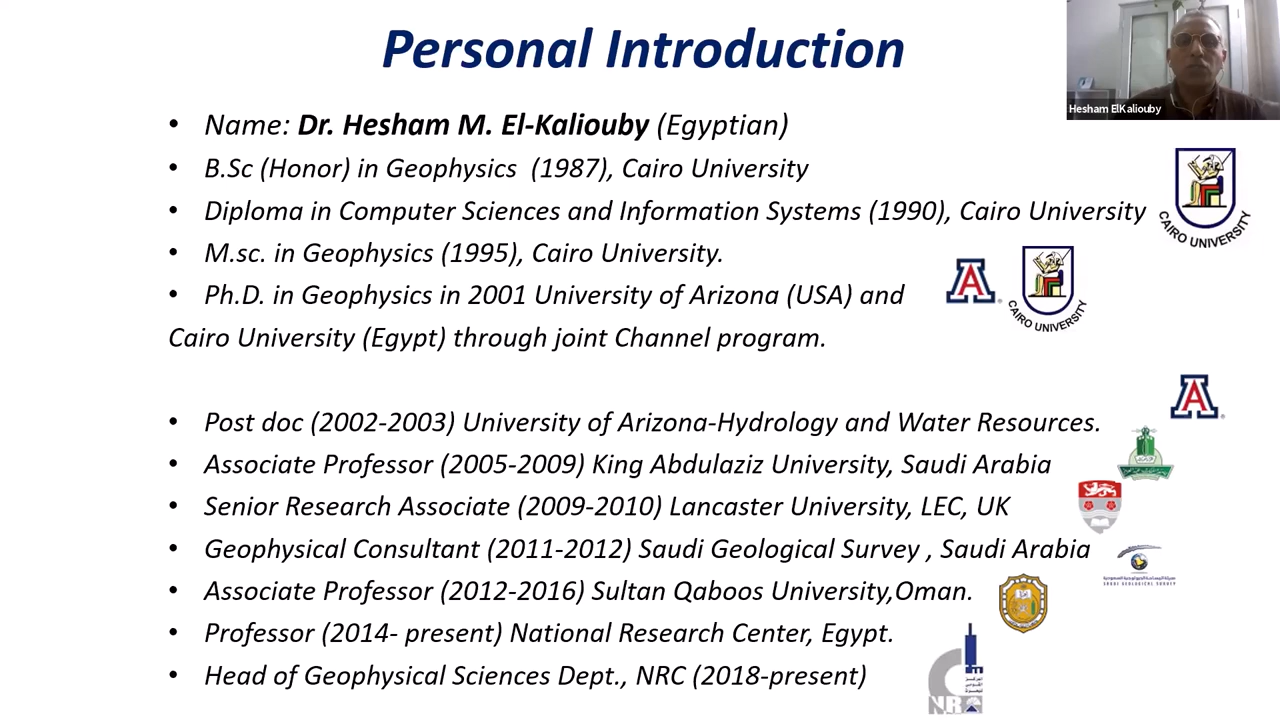 Personal Introduction
Hesham ElKaliouby
• Name: Dr. Hesham M. El-Kaliouby (Egyptian)
• B.Sc (Honor) in Geophysics (1987), Cairo University
CAIRO UNIVERSITY
• Diploma in Computer Sciences and Information Systems (1990), Cairo University
• M.sc. in Geophysics (1995), Cairo University.
• Ph.D. in Geophysics in 2001 University of Arizona (USA) and
A
CAIRO UNIVERSITY
Cairo University (Egypt) through joint Channel program.
A
• Post doc (2002-2003) University of Arizona-Hydrology and Water Resources.
• Associate Professor (2005-2009) King Abdulaziz University, Saudi Arabia
• Senior Research Associate (2009-2010) Lancaster University, LEC, UK
• Geophysical Consultant (2011-2012) Saudi Geological Survey , Saudi Arabia
SAUDI GEOLOGICAL SURVEY
• Associate Professor (2012-2016) Sultan Qaboos University,Oman.
• Professor (2014- present) National Research Center, Egypt.
• Head of Geophysical Sciences Dept., NRC (2018-present)